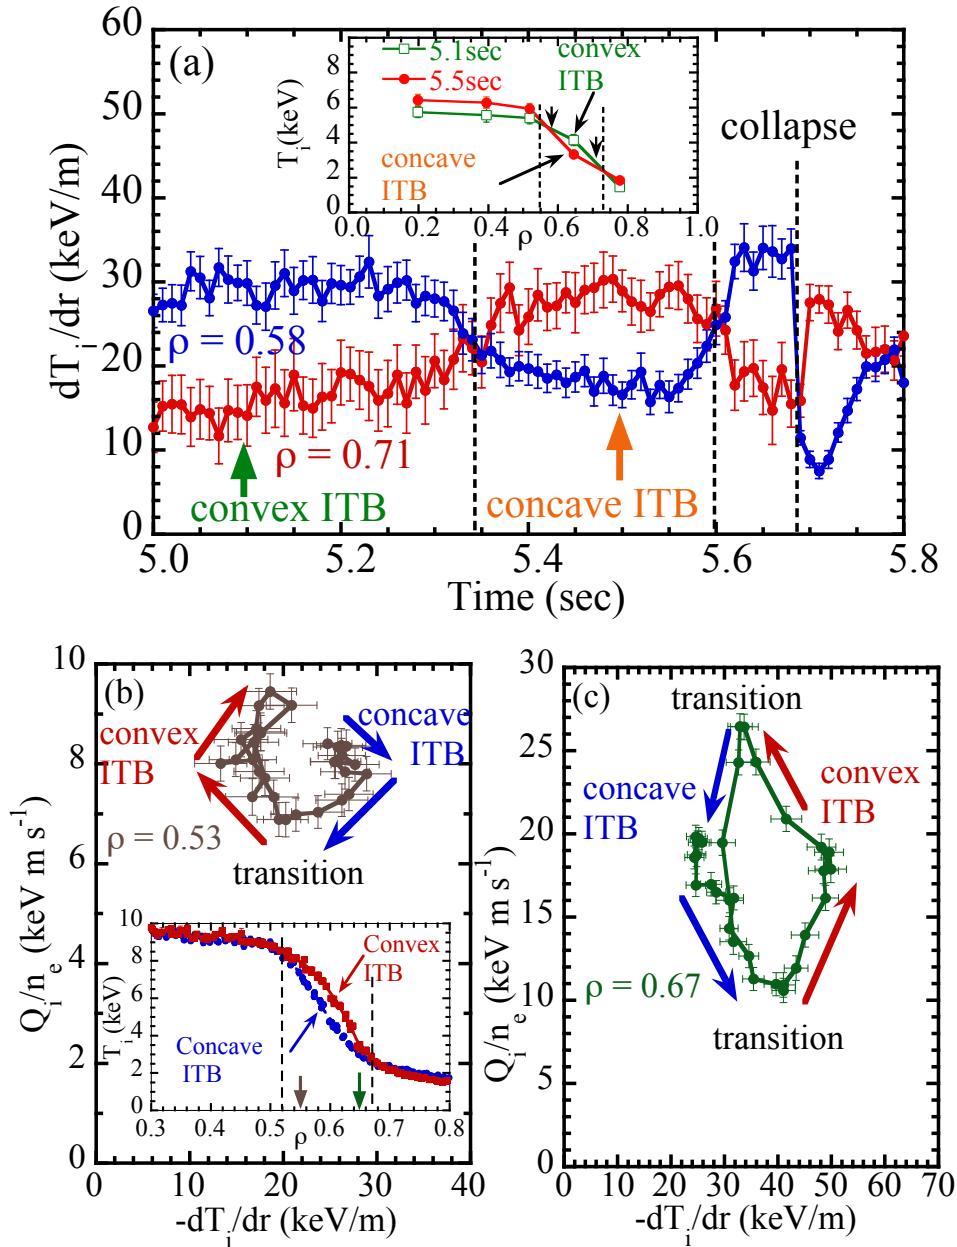 (a)
60
50
40
30
20
10
0
dT_i/dr (keV/m)
5.1sec
5.5sec
convex
ITB
concave
ITB
T_i(keV)
8
6
4
2
0
0.0
0.2
0.4
0.6
0.8
1.0
ρ
collapse
ρ = 0.58
ρ = 0.71
convex ITB
concave ITB
5.0
5.2
5.4
5.6
5.8
Time (sec)
(b)
10
8
6
4
2
0
Q_i/n_e (keV m s^-1)
convex
ITB
concave
ITB
ρ = 0.53
transition
10
8
6
4
2
0
T_i (keV)
Convex
ITB
Concave
ITB
0.3
0.4
0.5
0.6
0.7
0.8
ρ
0
10
20
30
40
-dT_i/dr (keV/m)
(c)
30
25
20
15
10
5
0
Q_i/n_e (keV m s^-1)
transition
concave
ITB
convex
ITB
ρ = 0.67
transition
0
10
20
30
40
50
60
70
-dT_i/dr (keV/m)